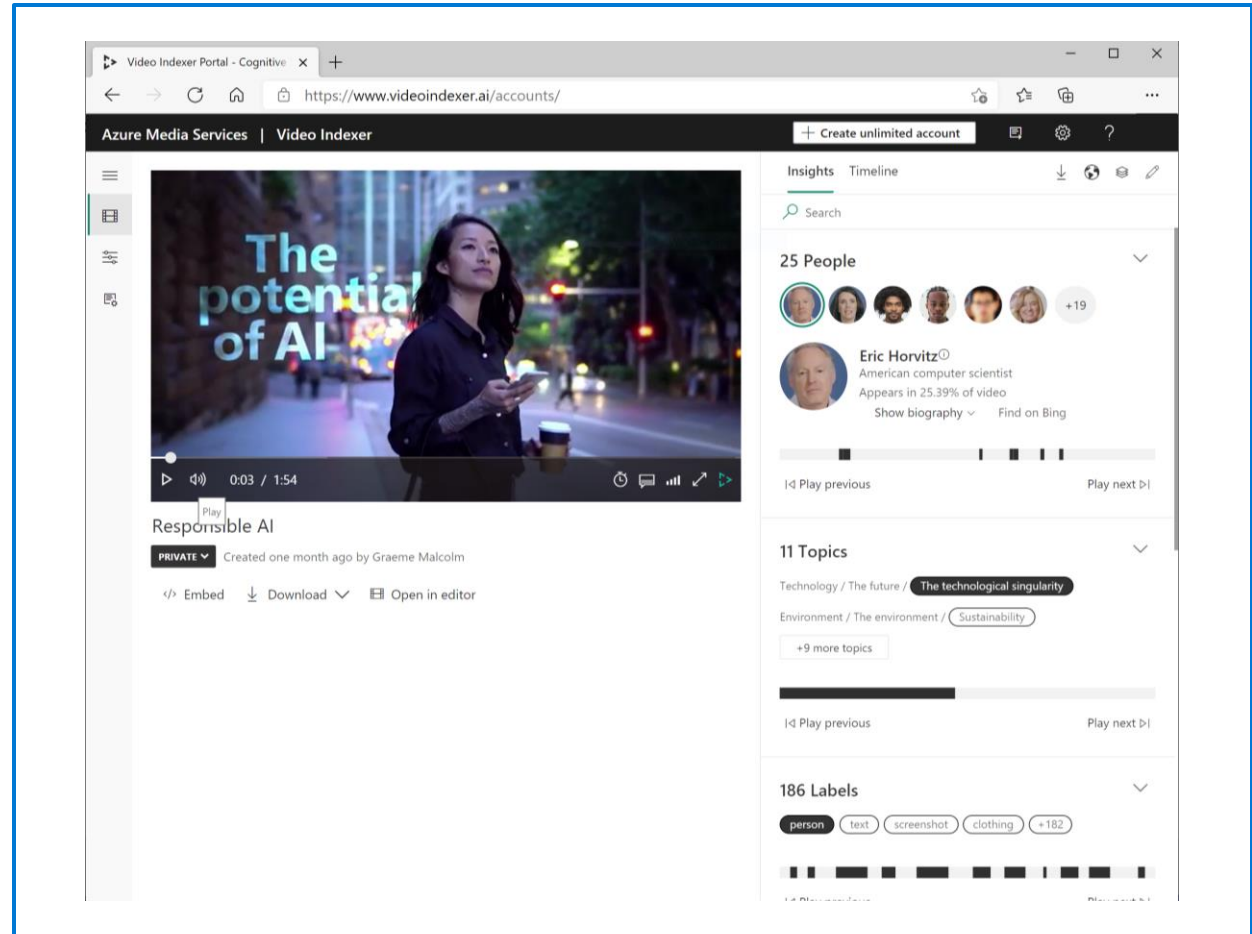 Video Indexer Portal - Cognitive
https://www.videoindexer.ai/accounts/
Azure Media Services | Video Indexer
+ Create unlimited account
?
The
potential
of AI
0:03 / 1:54
Play
Responsible AI
PRIVATE
Created one month ago by Graeme Malcolm
</> Embed
Download
Open in editor
Insights Timeline
Search
25 People
+19
Eric Horvitz
American computer scientist
Appears in 25.39% of video
Show biography
Find on Bing
Play previous
Play next
11 Topics
Technology / The future / The technological singularity
Environment / The environment / Sustainability
+9 more topics
Play previous
Play next
186 Labels
person text screenshot clothing +182